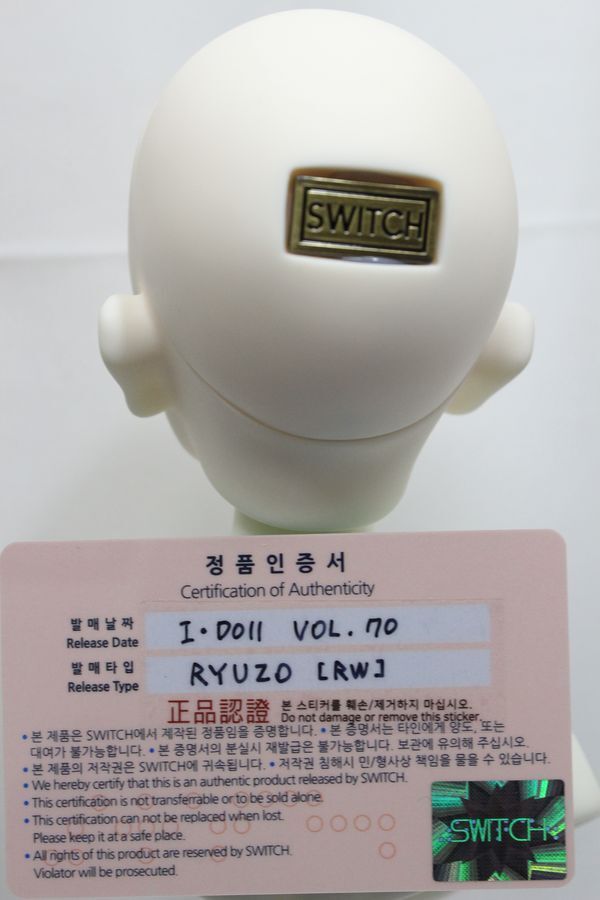 SWITCH
정품인증서
Certification of Authenticity
발매날짜
Release Date
I·DOll VOL.70
발매타입
Release Type
RYUZO [RW]
正品認證
본 스티커를 훼손/제거하지 마십시오.
Do not damage or remove this sticker.
• 본 제품은 SWITCH에서 제작된 정품임을 증명합니다. • 본 증명서는 타인에게 양도, 또는
대여가 불가능합니다. • 본 증명서의 분실시 재발급은 불가능합니다. 보관에 유의해 주십시오.
• 본 제품의 저작권은 SWITCH에 귀속됩니다. • 저작권 침해시 민/형사상 책임을 물을 수 있습니다.
• We hereby certify that this is an authentic product released by SWITCH.
• This certification is not transferrable or to be sold alone.
• This certification can not be replaced when lost.
Please keep it at a safe place.
• All rights of this product are reserved by SWITCH.
Violator will be prosecuted.
SWITCH